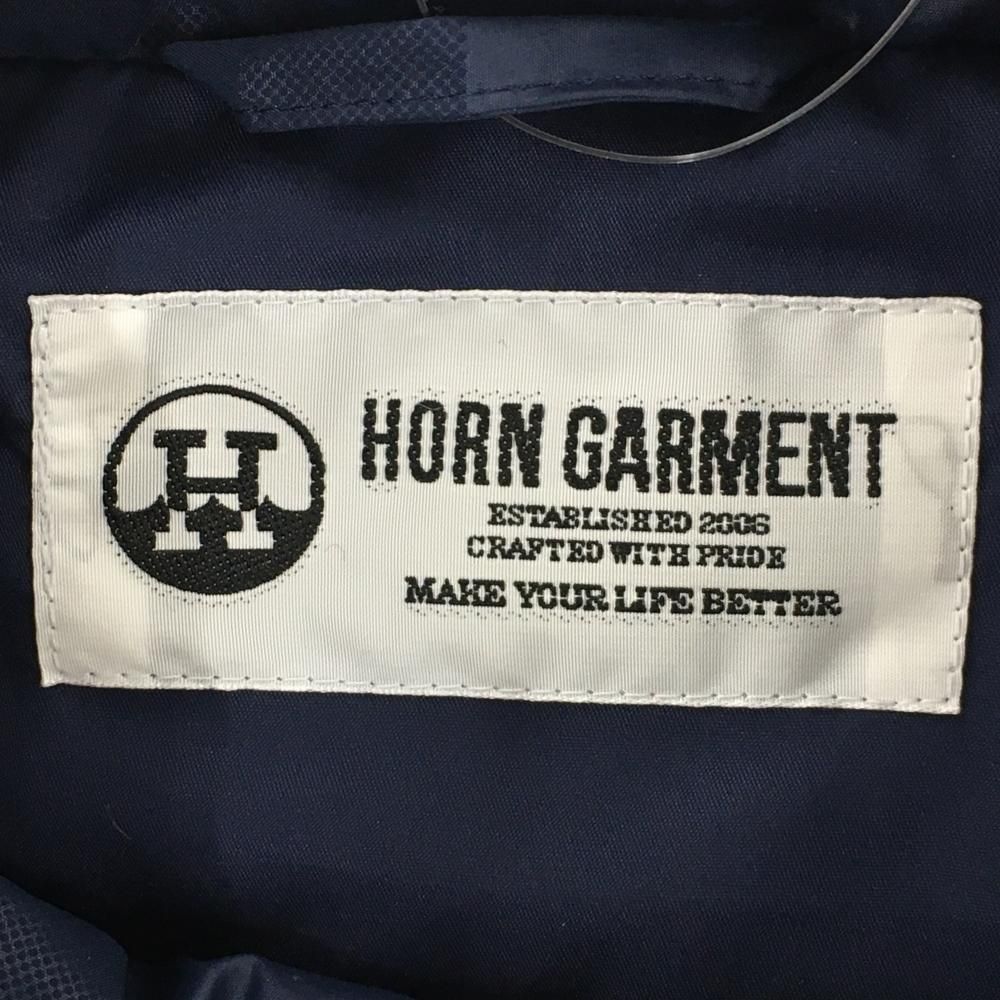 H
HORN GARMENT
ESTABLISHED 2006
CRAFTED WITH PRIDE
MAKE YOUR LIFE BETTER